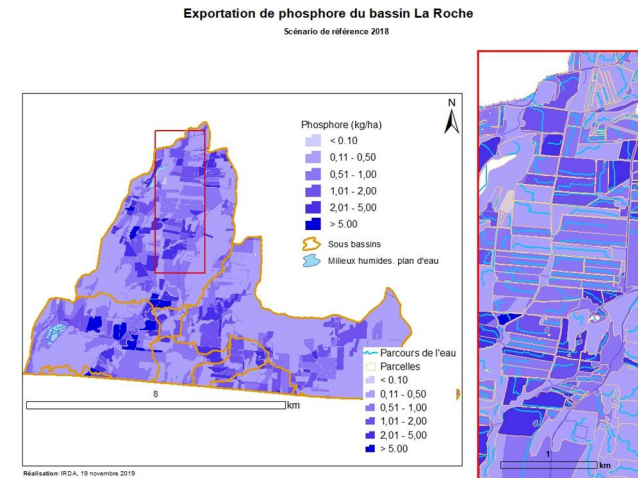 Exportation de phosphore du bassin La Roche
Scénario de référence 2018
N
Phosphore (kg/ha)
< 0.10
0,11 - 0,50
0,51 - 1,00
1,01 - 2,00
2,01 - 5,00
> 5.00
Sous bassins
Milieux humides. plan d'eau
Parcours de l'eau
Parcelles
< 0.10
0,11 - 0,50
0,51 - 1,00
1,01 - 2,00
2,01 - 5,00
> 5.00
8
km
1
km
Réalisation: IRDA, 19 novembre 2019